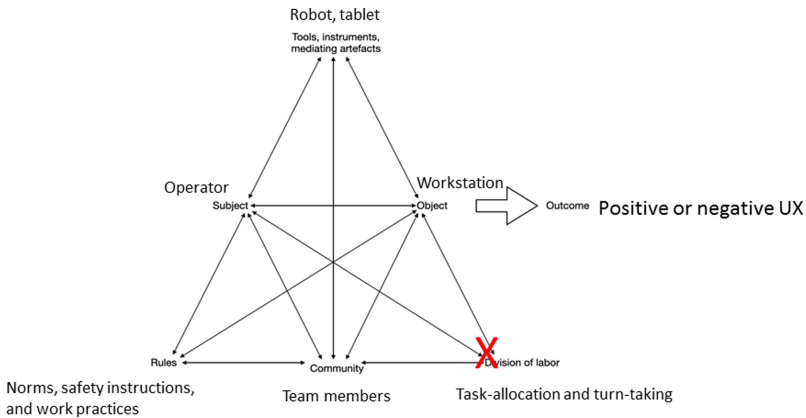 Robot, tablet
Tools, instruments,
mediating artefacts
Operator
Workstation
Subject
Object
Outcome
Positive or negative UX
Rules
Community
X
Division of labor
Norms, safety instructions,
and work practices
Team members
Task-allocation and turn-taking